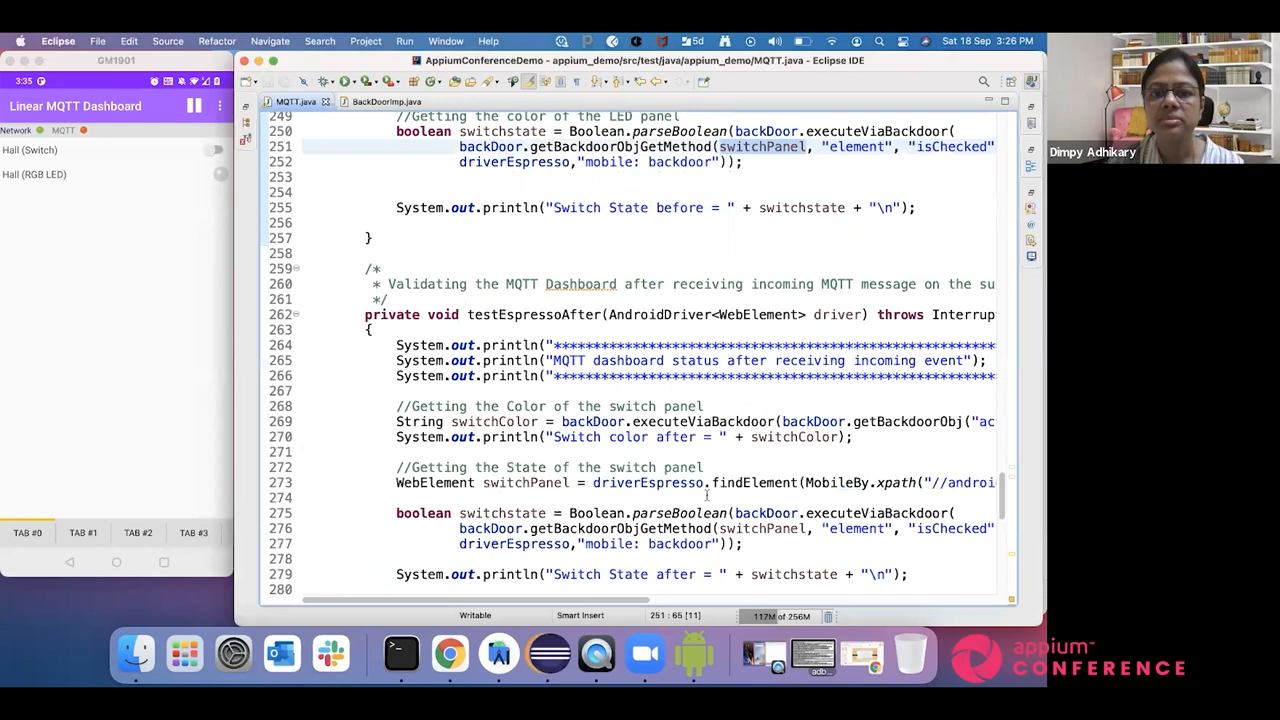 Eclipse File Edit Source Refactor Navigate Search Project Run Window Help 5d Sat 18 Sep 3:26 PM
GM1901
3:35
Linear MQTT Dashboard
Network MQTT
Hall (Switch)
Hall (RGB LED)
TAB #0 TAB #1 TAB #2 TAB #3
AppiumConferenceDemo - appium_demo/src/test/java/appium_demo/MQTT.java - Eclipse IDE
MQTT.java BackDoorImp.java
249 //Getting the color of the LED panel
250 boolean switchstate = Boolean.parseBoolean(backDoor.executeViaBackdoor(
251 backDoor.getBackdoorObjGetMethod(switchPanel, "element", "isChecked"
252 driverEspresso,"mobile: backdoor"));
253
254
255 System.out.println("Switch State before = " + switchstate + "\n");
256
257 }
258
259 /*
260 * Validating the MQTT Dashboard after receiving incoming MQTT message on the su
261 */
262 private void testEspressoAfter(AndroidDriver<WebElement> driver) throws Interrup
263 {
264 System.out.println("*********************************************************
265 System.out.println("MQTT dashboard status after receiving incoming event");
266 System.out.println("*********************************************************
267
268 //Getting the Color of the switch panel
269 String switchColor = backDoor.executeViaBackdoor(backDoor.getBackdoorObj("ac
270 System.out.println("Switch color after = " + switchColor);
271
272 //Getting the State of the switch panel
273 WebElement switchPanel = driverEspresso.findElement(MobileBy.xpath("//androi
274
275 boolean switchstate = Boolean.parseBoolean(backDoor.executeViaBackdoor(
276 backDoor.getBackdoorObjGetMethod(switchPanel, "element", "isChecked"
277 driverEspresso,"mobile: backdoor"));
278
279 System.out.println("Switch State after = " + switchstate + "\n");
280
Writable Smart Insert 251 : 65 [11] 117M of 256M
Dimpy Adhikary
adb
appium™
CONFERENCE